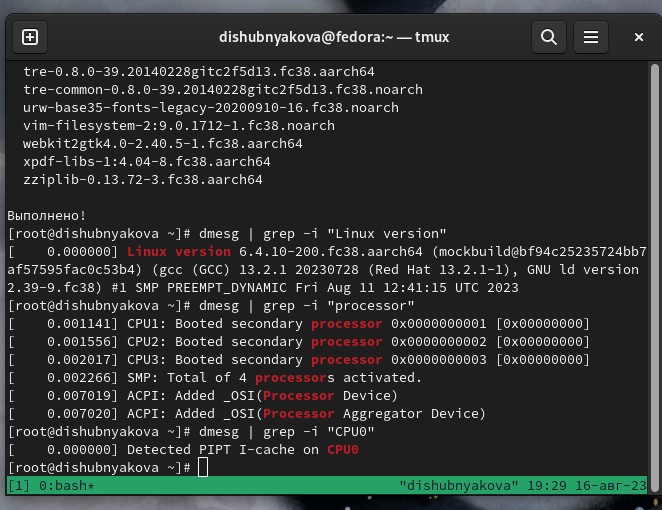 dishubnyakova@fedora:~ — tmux
tre-0.8.0-39.20140228gitc2f5d13.fc38.aarch64
tre-common-0.8.0-39.20140228gitc2f5d13.fc38.noarch
urw-base35-fonts-legacy-20200910-16.fc38.noarch
vim-filesystem-2:9.0.1712-1.fc38.noarch
webkit2gtk4.0-2.40.5-1.fc38.aarch64
xpdf-libs-1:4.04-8.fc38.aarch64
zziplib-0.13.72-3.fc38.aarch64
Выполнено!
[root@dishubnyakova ~]# dmesg | grep -i "Linux version"
[    0.000000] Linux version 6.4.10-200.fc38.aarch64 (mockbuild@bf94c25235724bb7
af57595fac0c53b4) (gcc (GCC) 13.2.1 20230728 (Red Hat 13.2.1-1), GNU ld version
2.39-9.fc38) #1 SMP PREEMPT_DYNAMIC Fri Aug 11 12:41:15 UTC 2023
[root@dishubnyakova ~]# dmesg | grep -i "processor"
[    0.001141] CPU1: Booted secondary processor 0x0000000001 [0x00000000]
[    0.001556] CPU2: Booted secondary processor 0x0000000002 [0x00000000]
[    0.002017] CPU3: Booted secondary processor 0x0000000003 [0x00000000]
[    0.002266] SMP: Total of 4 processors activated.
[    0.007019] ACPI: Added _OSI(Processor Device)
[    0.007020] ACPI: Added _OSI(Processor Aggregator Device)
[root@dishubnyakova ~]# dmesg | grep -i "CPU0"
[    0.000000] Detected PIPT I-cache on CPU0
[root@dishubnyakova ~]#
[1] 0:bash* "dishubnyakova" 19:29 16-авг-23